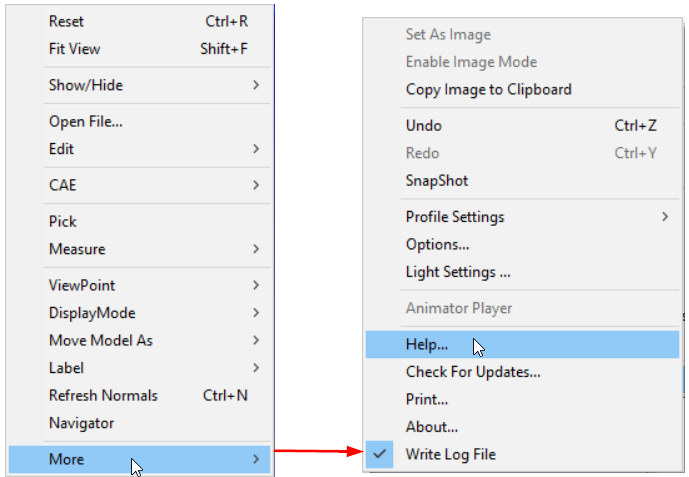 Reset Ctrl+R
Fit View Shift+F
Show/Hide
Open File...
Edit
CAE
Pick
Measure
ViewPoint
DisplayMode
Move Model As
Label
Refresh Normals Ctrl+N
Navigator
More
Set As Image
Enable Image Mode
Copy Image to Clipboard
Undo Ctrl+Z
Redo Ctrl+Y
SnapShot
Profile Settings
Options...
Light Settings ...
Animator Player
Help...
Check For Updates...
Print...
About...
Write Log File